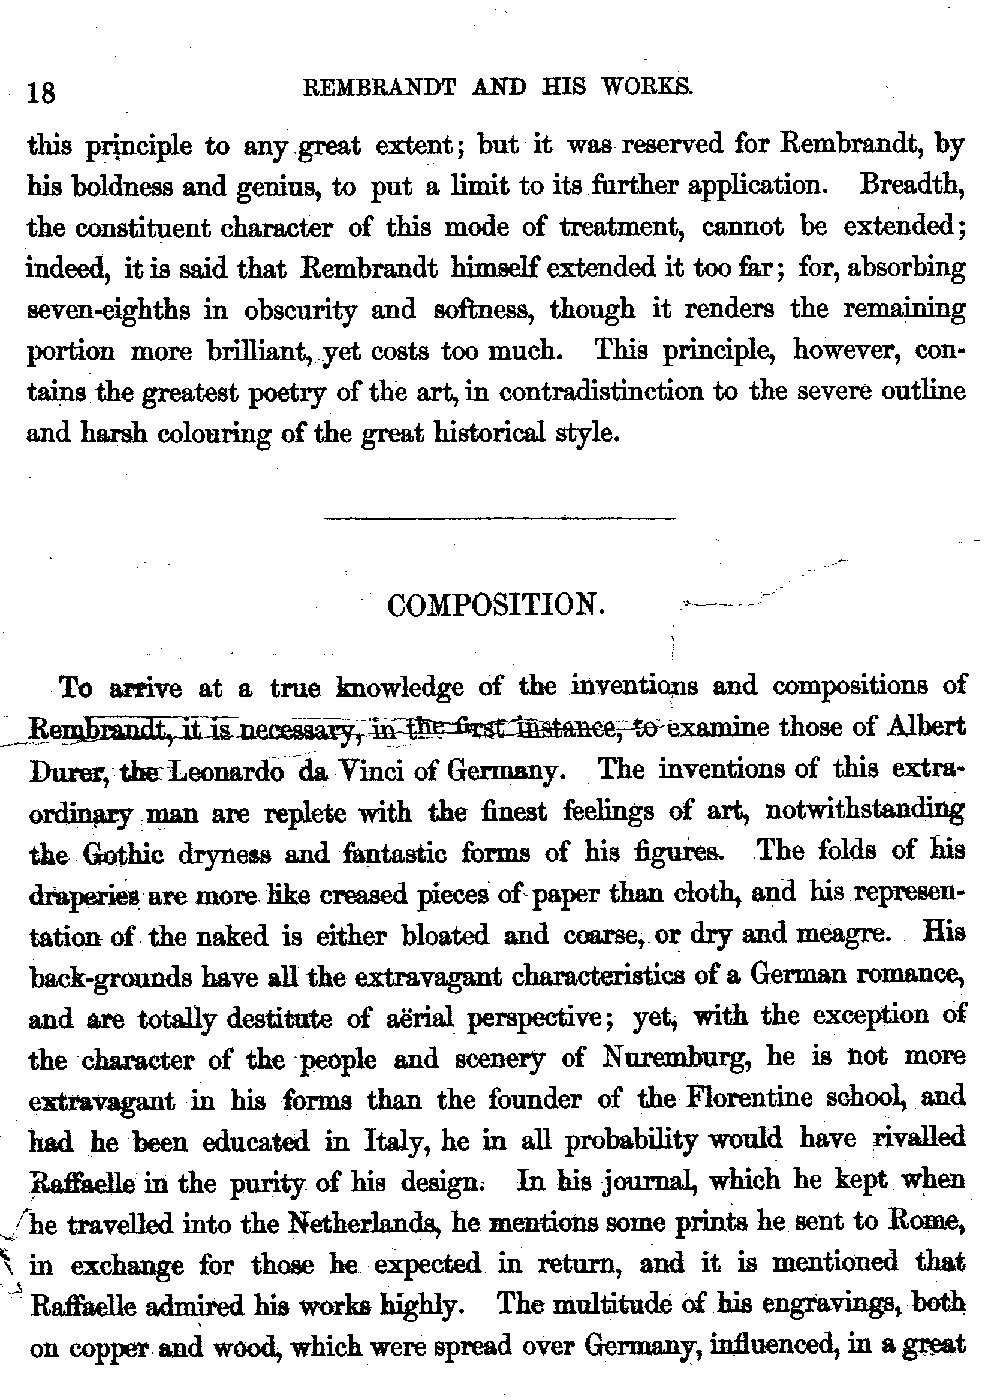 18 REMBRANDT AND HIS WORKS.
this principle to any great extent; but it was reserved for Rembrandt, by
his boldness and genius, to put a limit to its further application. Breadth,
the constituent character of this mode of treatment, cannot be extended;
indeed, it is said that Rembrandt himself extended it too far; for, absorbing
seven-eighths in obscurity and softness, though it renders the remaining
portion more brilliant, yet costs too much. This principle, however, con-
tains the greatest poetry of the art, in contradistinction to the severe outline
and harsh colouring of the great historical style.
COMPOSITION.
To arrive at a true knowledge of the inventions and compositions of
Rembrandt, it is necessary, in the first instance, to examine those of Albert
Durer, the Leonardo da Vinci of Germany. The inventions of this extra-
ordinary man are replete with the finest feelings of art, notwithstanding
the Gothic dryness and fantastic forms of his figures. The folds of his
draperies are more like creased pieces of paper than cloth, and his represen-
tation of the naked is either bloated and coarse, or dry and meagre. His
back-grounds have all the extravagant characteristics of a German romance,
and are totally destitute of aërial perspective; yet, with the exception of
the character of the people and scenery of Nuremburg, he is not more
extravagant in his forms than the founder of the Florentine school, and
had he been educated in Italy, he in all probability would have rivalled
Raffaelle in the purity of his design. In his journal, which he kept when
he travelled into the Netherlands, he mentions some prints he sent to Rome,
in exchange for those he expected in return, and it is mentioned that
Raffaelle admired his works highly. The multitude of his engravings, both
on copper and wood, which were spread over Germany, influenced, in a great